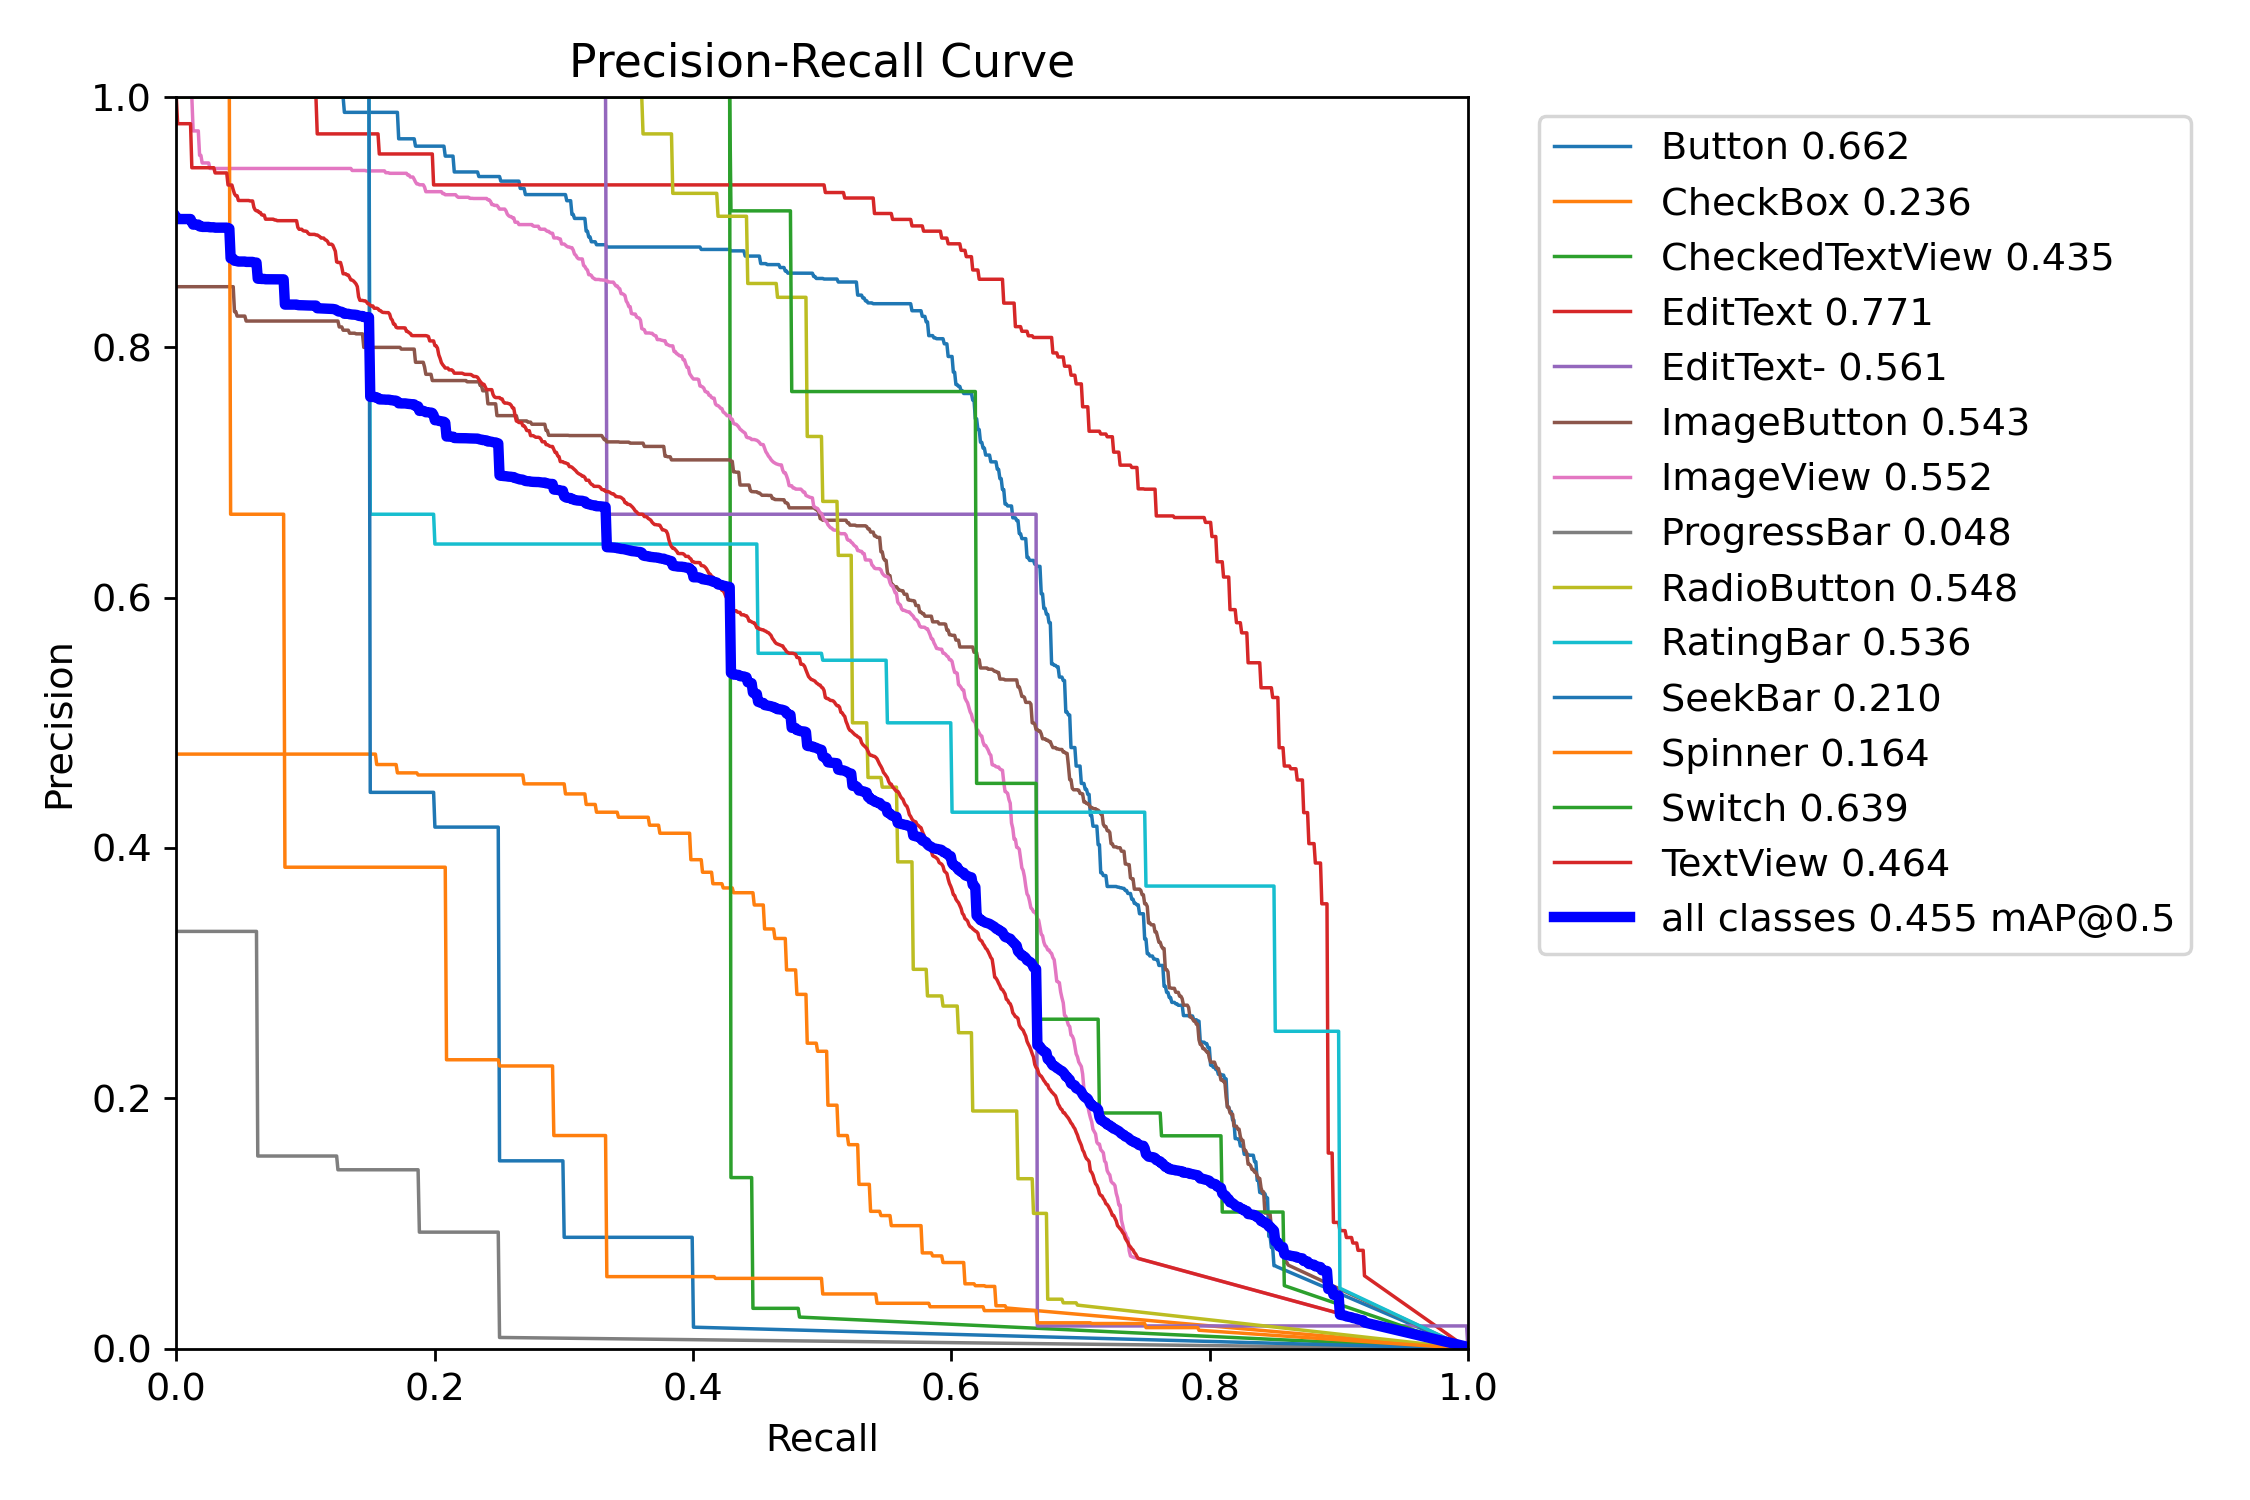 Precision-Recall Curve
1.0
0.8
0.6
0.4
0.2
0.0
Precision
0.0 0.2 0.4 0.6 0.8 1.0
Recall
Button 0.662
CheckBox 0.236
CheckedTextView 0.435
EditText 0.771
EditText- 0.561
ImageButton 0.543
ImageView 0.552
ProgressBar 0.048
RadioButton 0.548
RatingBar 0.536
SeekBar 0.210
Spinner 0.164
Switch 0.639
TextView 0.464
all classes 0.455 mAP@0.5